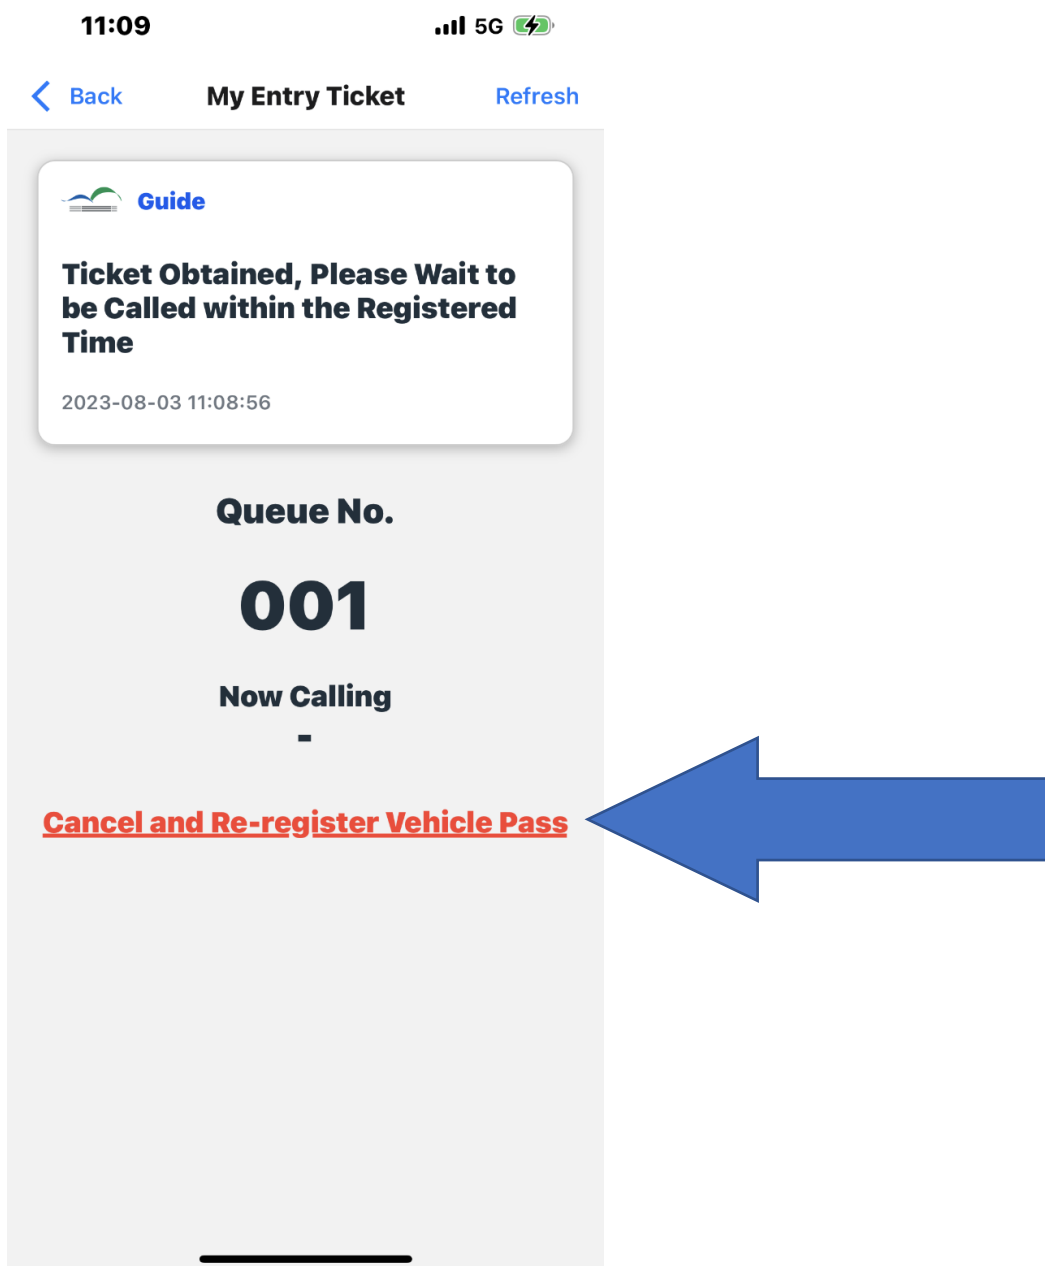 11:09 5G
Back My Entry Ticket Refresh
Guide
Ticket Obtained, Please Wait to
be Called within the Registered
Time
2023-08-03 11:08:56
Queue No.
001
Now Calling
-
Cancel and Re-register Vehicle Pass